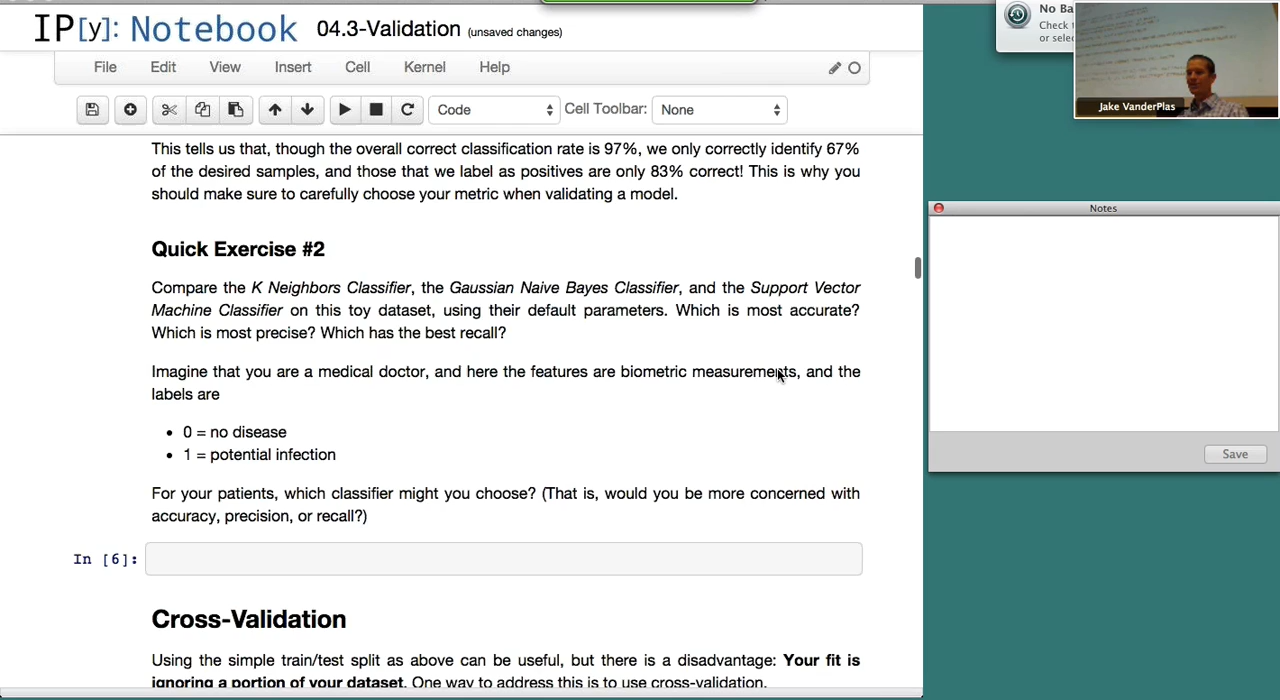 No Ba
Check t
or selec
IP[y]: Notebook 04.3-Validation (unsaved changes)
Jake VanderPlas
File Edit View Insert Cell Kernel Help
Code Cell Toolbar: None
This tells us that, though the overall correct classification rate is 97%, we only correctly identify 67%
of the desired samples, and those that we label as positives are only 83% correct! This is why you
should make sure to carefully choose your metric when validating a model.
Notes
Quick Exercise #2
Compare the K Neighbors Classifier, the Gaussian Naive Bayes Classifier, and the Support Vector
Machine Classifier on this toy dataset, using their default parameters. Which is most accurate?
Which is most precise? Which has the best recall?
Imagine that you are a medical doctor, and here the features are biometric measurements, and the
labels are
• 0 = no disease
• 1 = potential infection
Save
For your patients, which classifier might you choose? (That is, would you be more concerned with
accuracy, precision, or recall?)
In [6]:
Cross-Validation
Using the simple train/test split as above can be useful, but there is a disadvantage: Your fit is
ignoring a portion of your dataset. One way to address this is to use cross-validation.